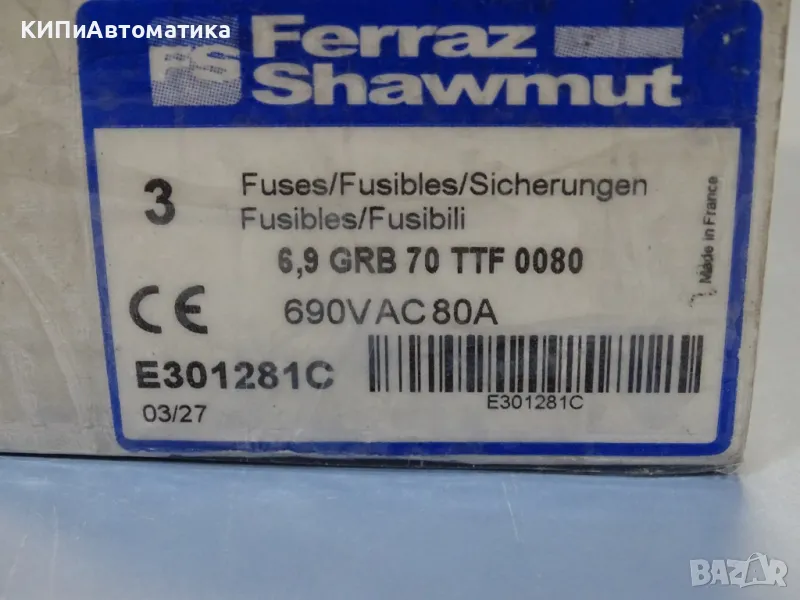 КИПиАвтоматика
FS Ferraz
Shawmut
3
Fuses/Fusibles/Sicherungen
Fusibles/Fusibili
6,9 GRB 70 TTF 0080
CE 690VAC80A
Made in France
E301281C
E301281C
03/27
BAZAR